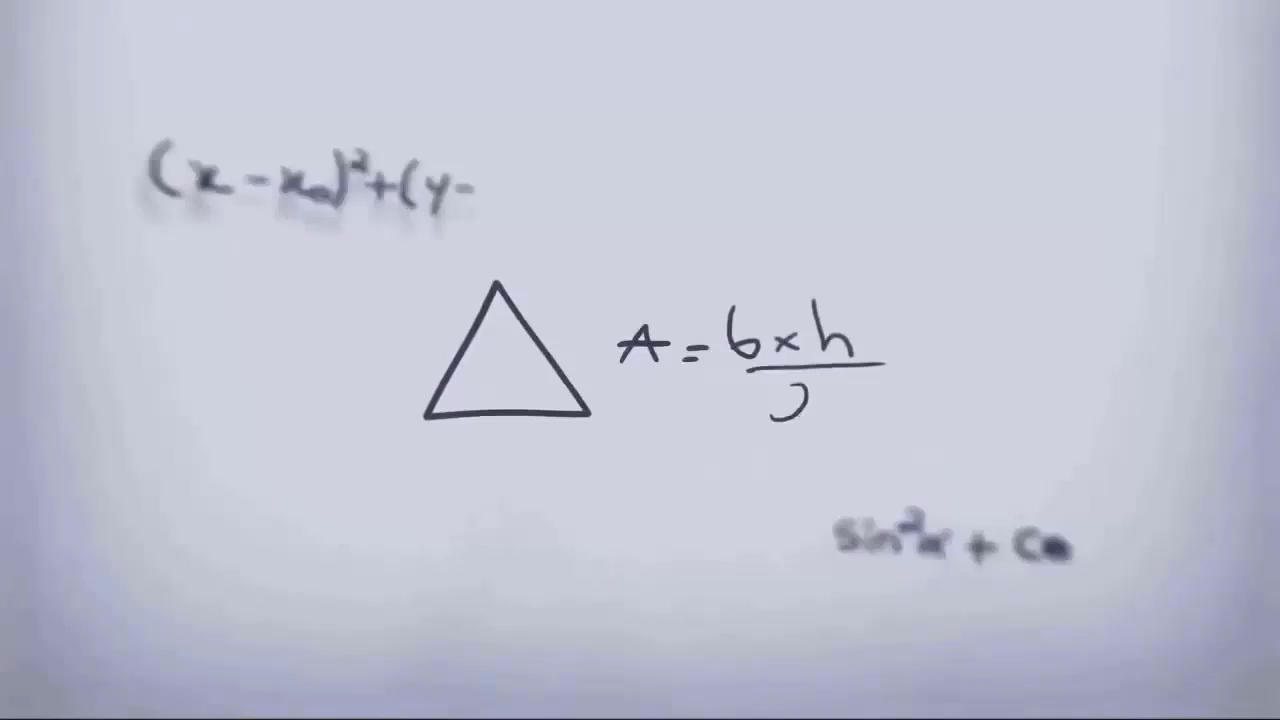 (x - x₀)² + (y -
A = b x h
2
sin²x + co